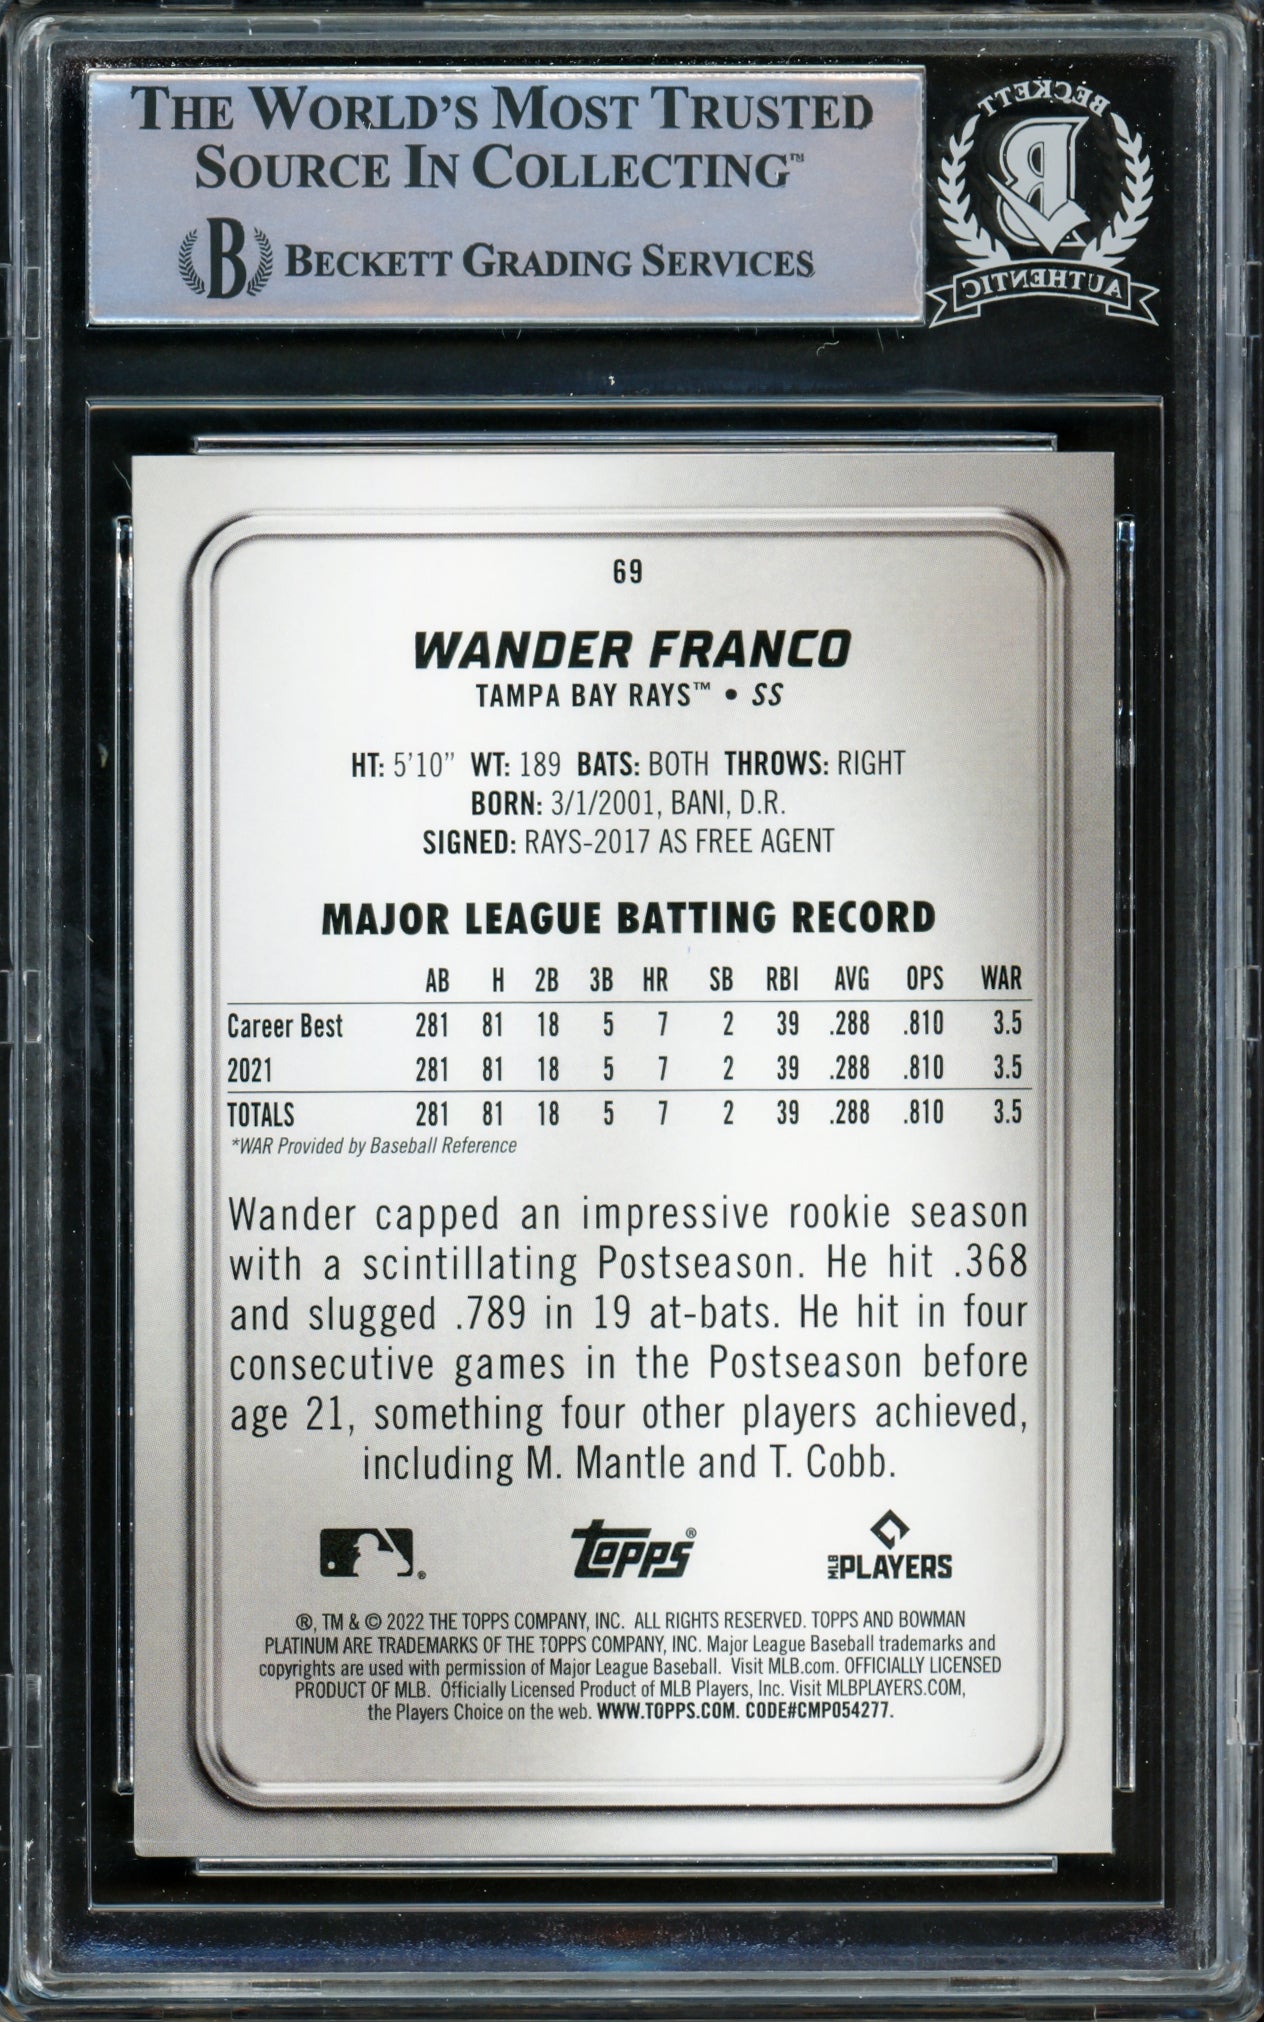 THE WORLD'S MOST TRUSTED
SOURCE IN COLLECTING™
B BECKETT GRADING SERVICES
BECKETT
B
AUTHENTIC
69
WANDER FRANCO
TAMPA BAY RAYS™ • SS
HT: 5'10" WT: 189 BATS: BOTH THROWS: RIGHT
BORN: 3/1/2001, BANI, D.R.
SIGNED: RAYS-2017 AS FREE AGENT
MAJOR LEAGUE BATTING RECORD
AB H 2B 3B HR SB RBI AVG OPS WAR
Career Best 281 81 18 5 7 2 39 .288 .810 3.5
2021 281 81 18 5 7 2 39 .288 .810 3.5
TOTALS 281 81 18 5 7 2 39 .288 .810 3.5
*WAR Provided by Baseball Reference
Wander capped an impressive rookie season
with a scintillating Postseason. He hit .368
and slugged .789 in 19 at-bats. He hit in four
consecutive games in the Postseason before
age 21, something four other players achieved,
including M. Mantle and T. Cobb.
® topps® MLB PLAYERS
®, TM & © 2022 THE TOPPS COMPANY, INC. ALL RIGHTS RESERVED. TOPPS AND BOWMAN
PLATINUM ARE TRADEMARKS OF THE TOPPS COMPANY, INC. Major League Baseball trademarks and
copyrights are used with permission of Major League Baseball. Visit MLB.com. OFFICIALLY LICENSED
PRODUCT OF MLB. Officially Licensed Product of MLB Players, Inc. Visit MLBPLAYERS.COM,
the Players Choice on the web. WWW.TOPPS.COM. CODE#CMP054277.